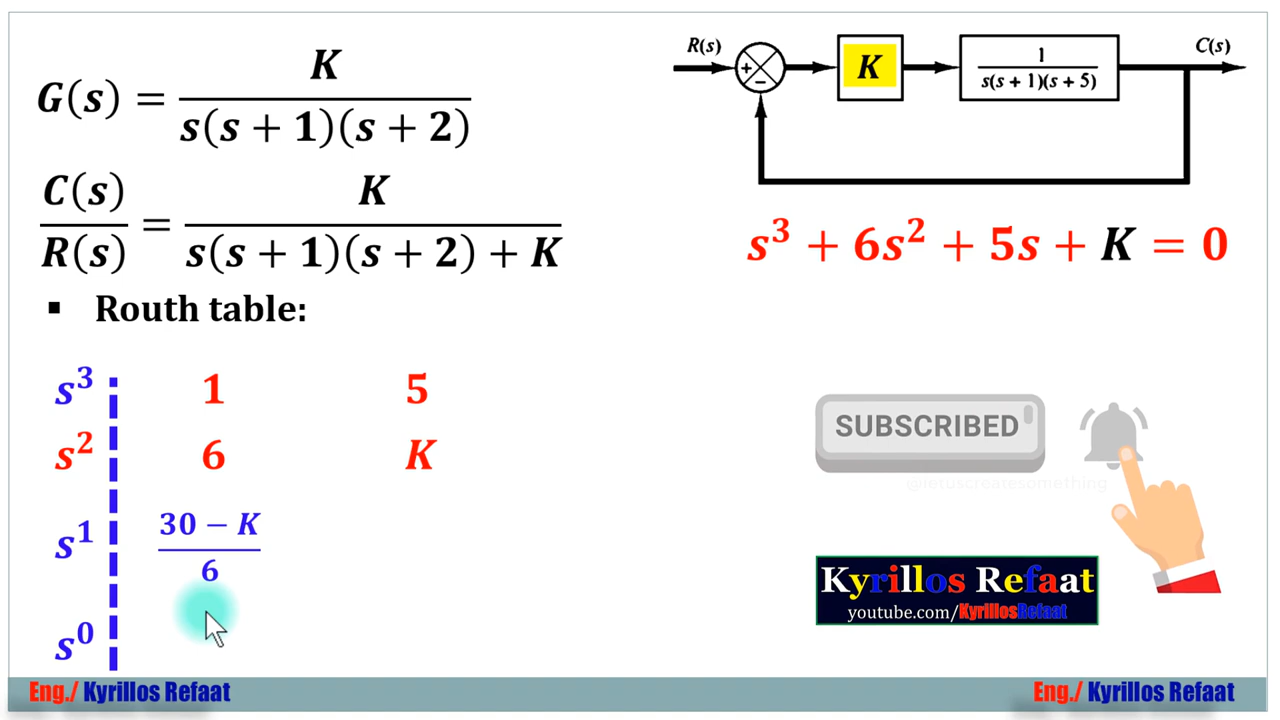 G(s) = K / s(s + 1)(s + 2)
C(s) / R(s) = K / s(s + 1)(s + 2) + K
▪ Routh table:
s³ 1 5
s² 6 K
s¹ 30 − K / 6
s⁰
R(s) + − K 1 / s(s + 1)(s + 5) C(s)
s³ + 6s² + 5s + K = 0
SUBSCRIBED
@letuscreatesomething
Kyrillos Refaat
youtube.com/KyrillosRefaat
Eng./ Kyrillos Refaat
Eng./ Kyrillos Refaat